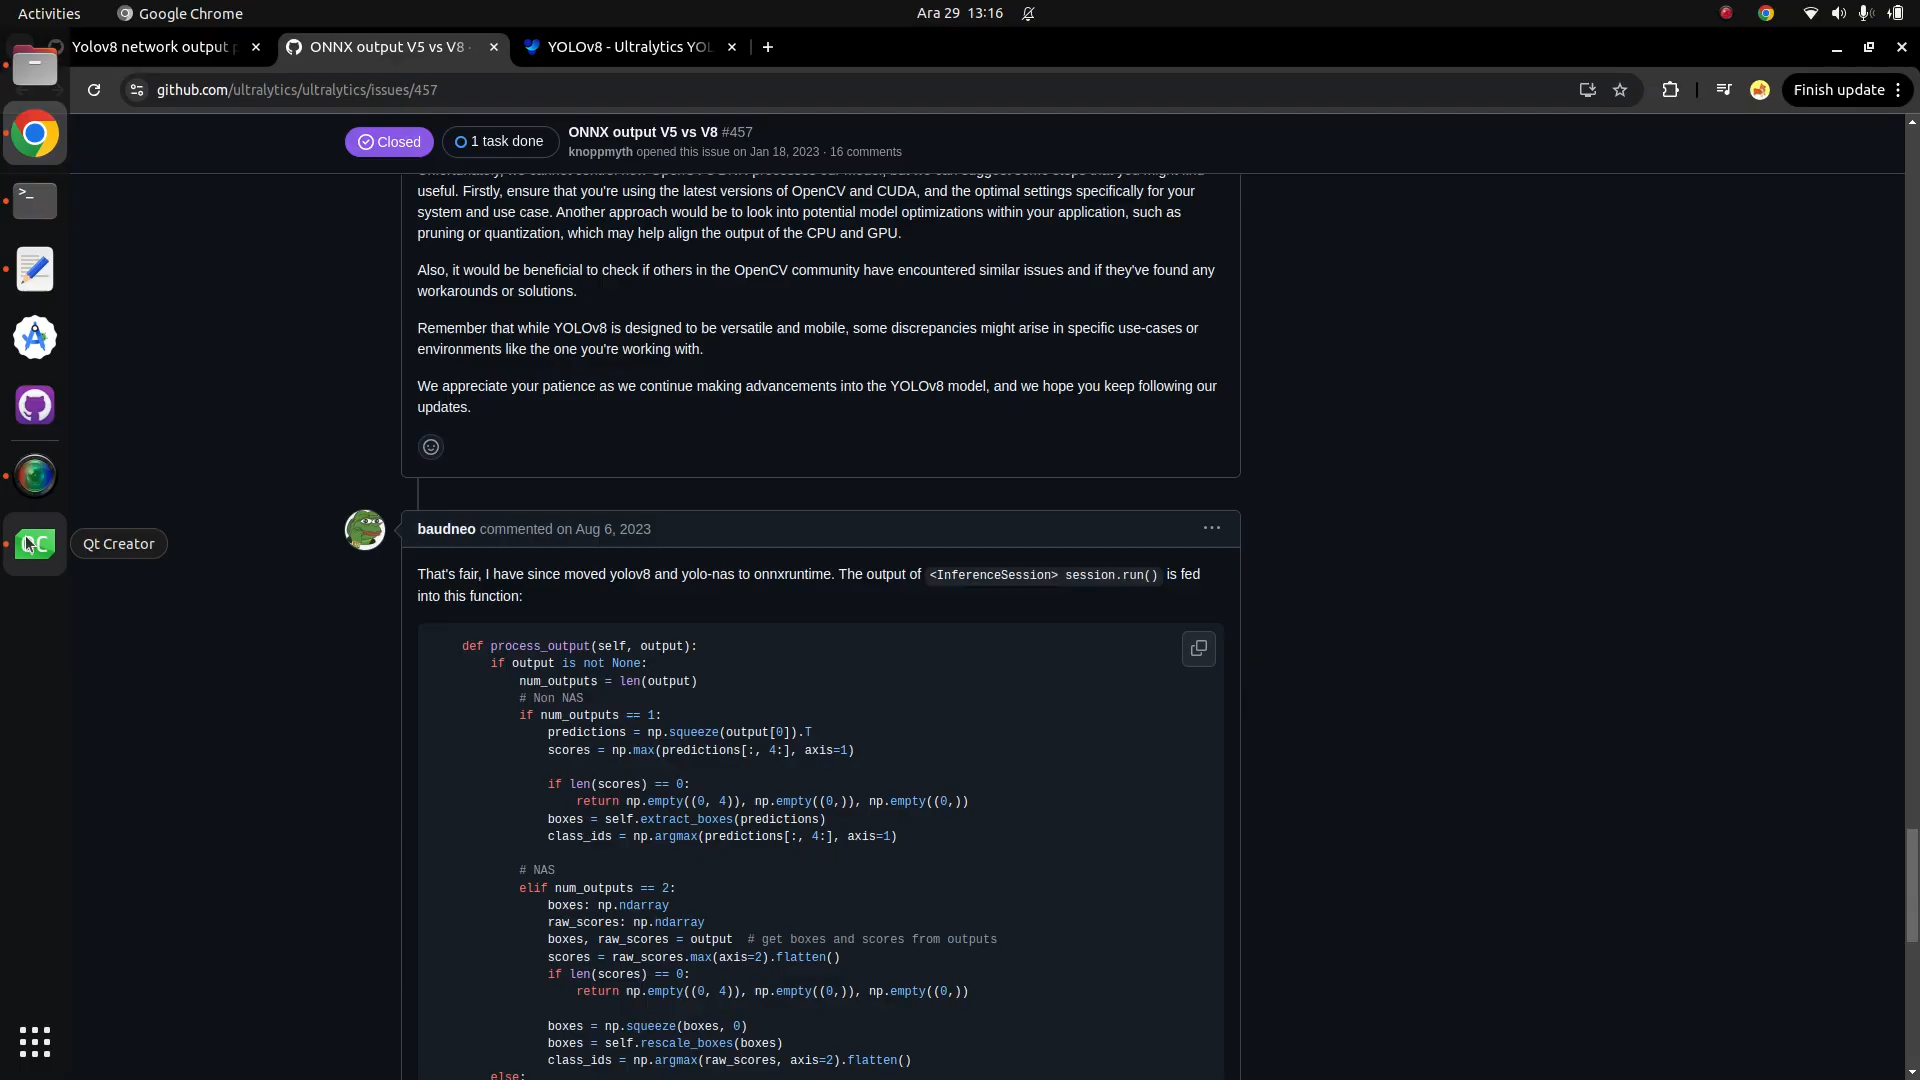 Activities
Google Chrome
Ara 29 13:16
Yolov8 network output
ONNX output V5 vs V8 ·
YOLOv8 - Ultralytics YOL
github.com/ultralytics/ultralytics/issues/457
Finish update
Closed
1 task done
ONNX output V5 vs V8 #457
knoppmyth opened this issue on Jan 18, 2023 · 16 comments
useful. Firstly, ensure that you're using the latest versions of OpenCV and CUDA, and the optimal settings specifically for your
system and use case. Another approach would be to look into potential model optimizations within your application, such as
pruning or quantization, which may help align the output of the CPU and GPU.
Also, it would be beneficial to check if others in the OpenCV community have encountered similar issues and if they've found any
workarounds or solutions.
Remember that while YOLOv8 is designed to be versatile and mobile, some discrepancies might arise in specific use-cases or
environments like the one you're working with.
We appreciate your patience as we continue making advancements into the YOLOv8 model, and we hope you keep following our
updates.
QC
Qt Creator
baudneo commented on Aug 6, 2023
That's fair, I have since moved yolov8 and yolo-nas to onnxruntime. The output of <InferenceSession> session.run() is fed
into this function:
def process_output(self, output):
if output is not None:
num_outputs = len(output)
# Non NAS
if num_outputs == 1:
predictions = np.squeeze(output[0]).T
scores = np.max(predictions[:, 4:], axis=1)
if len(scores) == 0:
return np.empty((0, 4)), np.empty((0,)), np.empty((0,))
boxes = self.extract_boxes(predictions)
class_ids = np.argmax(predictions[:, 4:], axis=1)
# NAS
elif num_outputs == 2:
boxes: np.ndarray
raw_scores: np.ndarray
boxes, raw_scores = output  # get boxes and scores from outputs
scores = raw_scores.max(axis=2).flatten()
if len(scores) == 0:
return np.empty((0, 4)), np.empty((0,)), np.empty((0,))
boxes = np.squeeze(boxes, 0)
boxes = self.rescale_boxes(boxes)
class_ids = np.argmax(raw_scores, axis=2).flatten()
else: